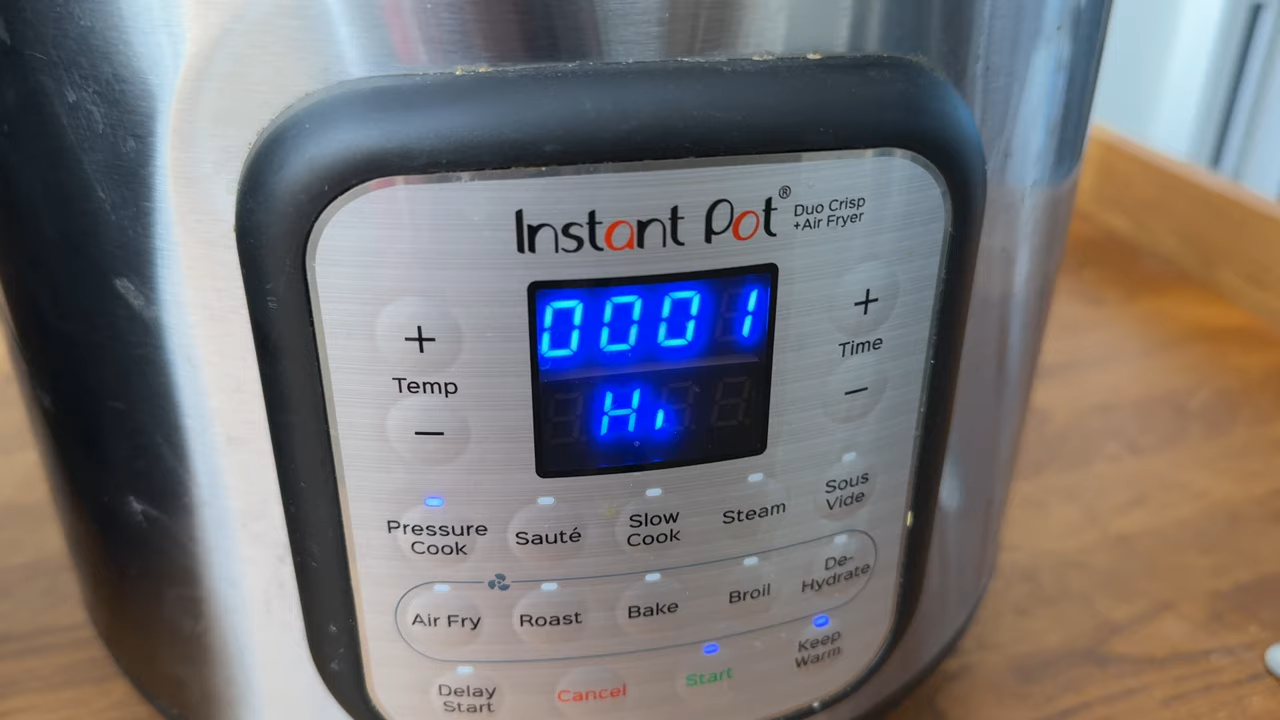 Instant Pot®
Duo Crisp
+Air Fryer
0001
Hi
+
Temp
−
+
Time
−
Pressure
Cook
Sauté
Slow
Cook
Steam
Sous
Vide
Air Fry
Roast
Bake
Broil
De-
Hydrate
Delay
Start
Cancel
Start
Keep
Warm